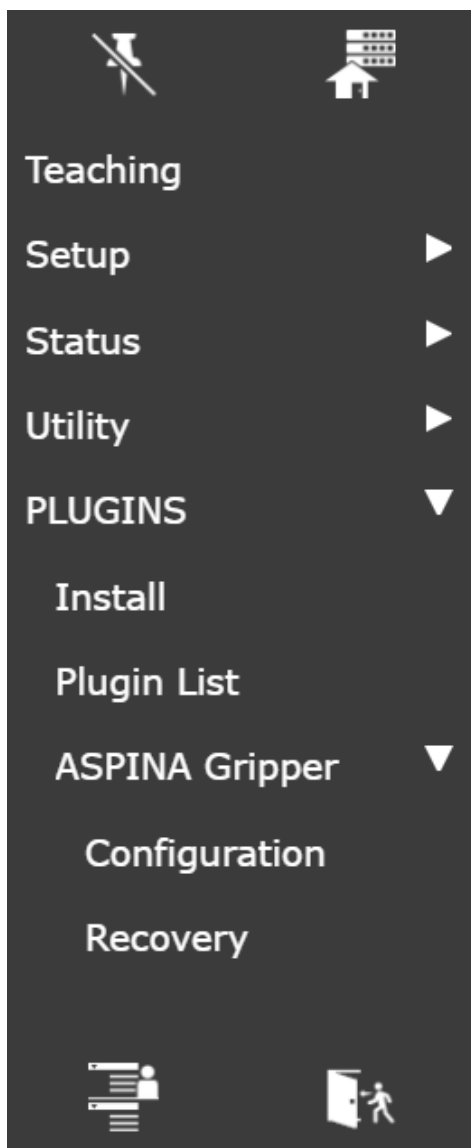 Teaching
Setup
Status
Utility
PLUGINS
Install
Plugin List
ASPINA Gripper
Configuration
Recovery